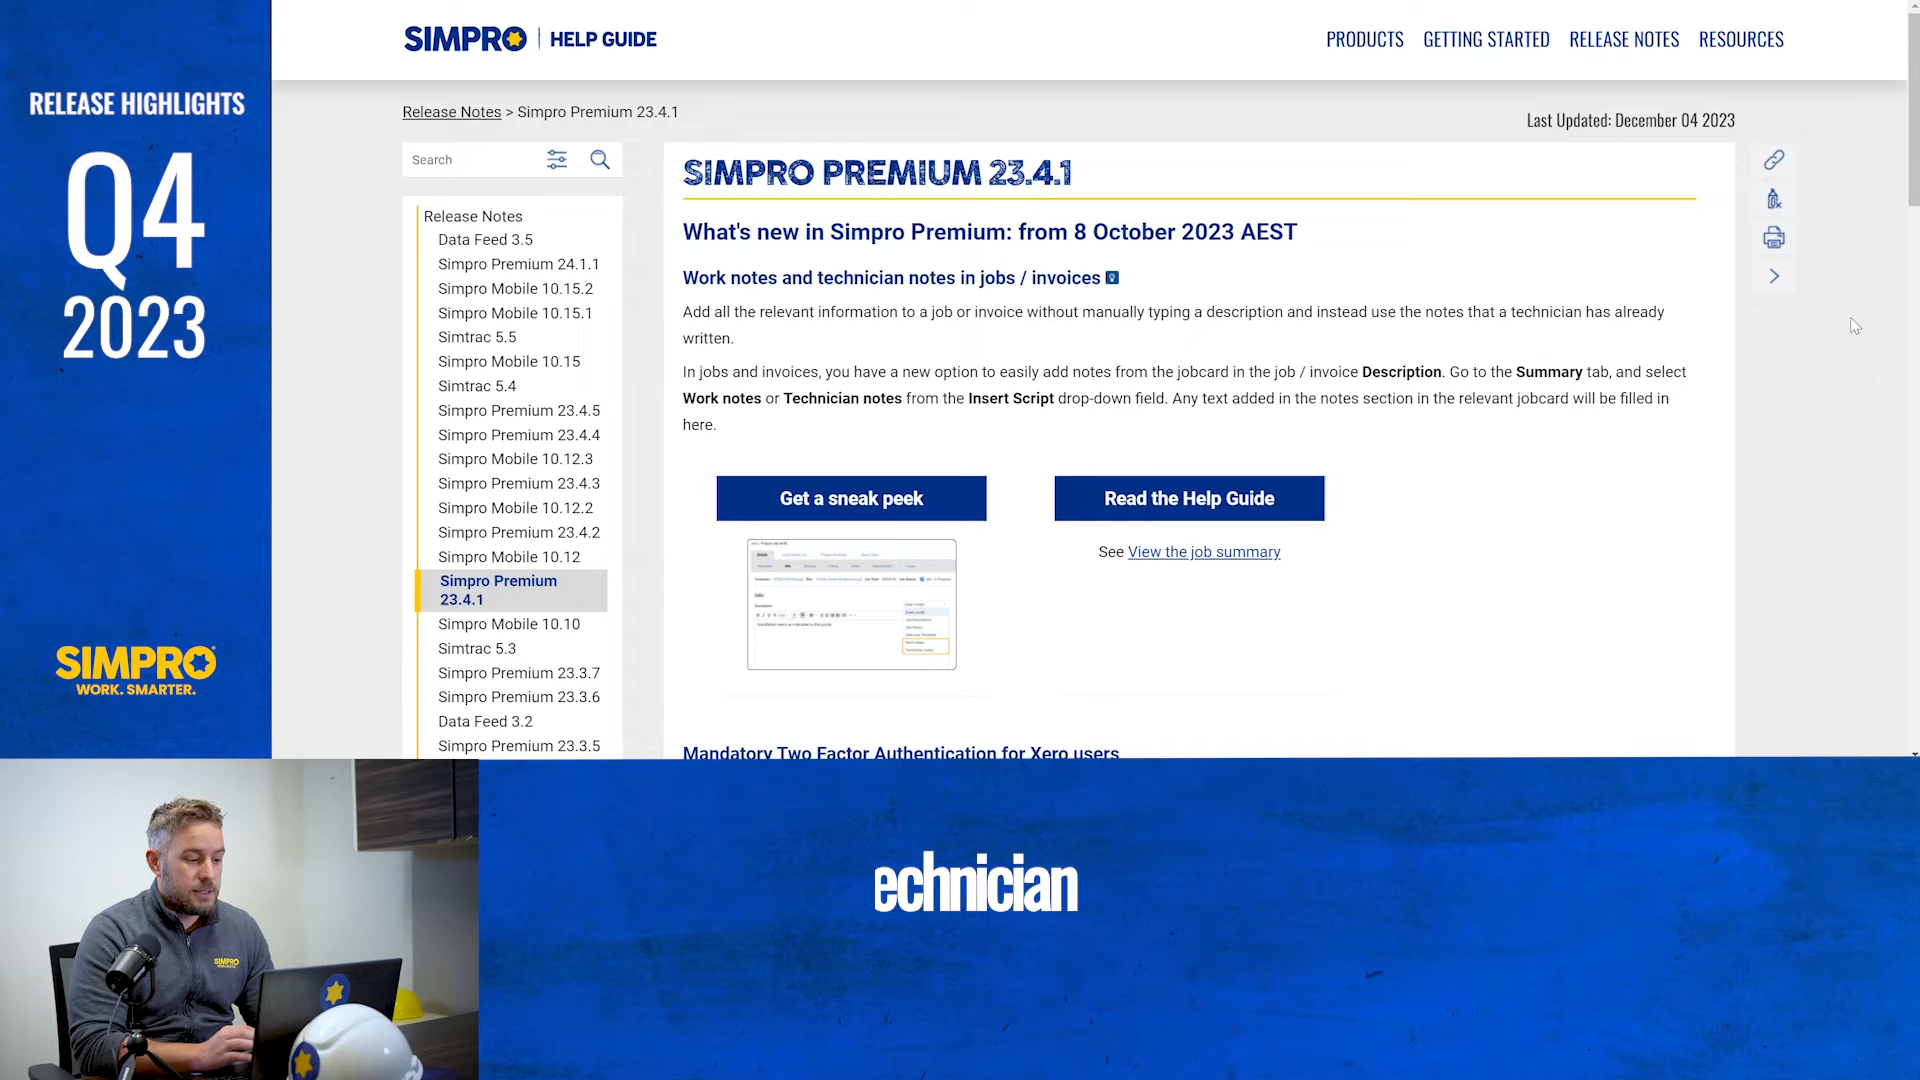 RELEASE HIGHLIGHTS
Q4
2023
SIMPRO
WORK. SMARTER.
SIMPRO | HELP GUIDE
PRODUCTS
GETTING STARTED
RELEASE NOTES
RESOURCES
Release Notes > Simpro Premium 23.4.1
Last Updated: December 04 2023
Search
Release Notes
Data Feed 3.5
Simpro Premium 24.1.1
Simpro Mobile 10.15.2
Simpro Mobile 10.15.1
Simtrac 5.5
Simpro Mobile 10.15
Simtrac 5.4
Simpro Premium 23.4.5
Simpro Premium 23.4.4
Simpro Mobile 10.12.3
Simpro Premium 23.4.3
Simpro Mobile 10.12.2
Simpro Premium 23.4.2
Simpro Mobile 10.12
Simpro Premium
23.4.1
Simpro Mobile 10.10
Simtrac 5.3
Simpro Premium 23.3.7
Simpro Premium 23.3.6
Data Feed 3.2
Simpro Premium 23.3.5
SIMPRO PREMIUM 23.4.1
What's new in Simpro Premium: from 8 October 2023 AEST
Work notes and technician notes in jobs / invoices
Add all the relevant information to a job or invoice without manually typing a description and instead use the notes that a technician has already
written.
In jobs and invoices, you have a new option to easily add notes from the jobcard in the job / invoice Description. Go to the Summary tab, and select
Work notes or Technician notes from the Insert Script drop-down field. Any text added in the notes section in the relevant jobcard will be filled in
here.
Get a sneak peek
Read the Help Guide
See View the job summary
Mandatory Two Factor Authentication for Xero users
SIMPRO
echnician